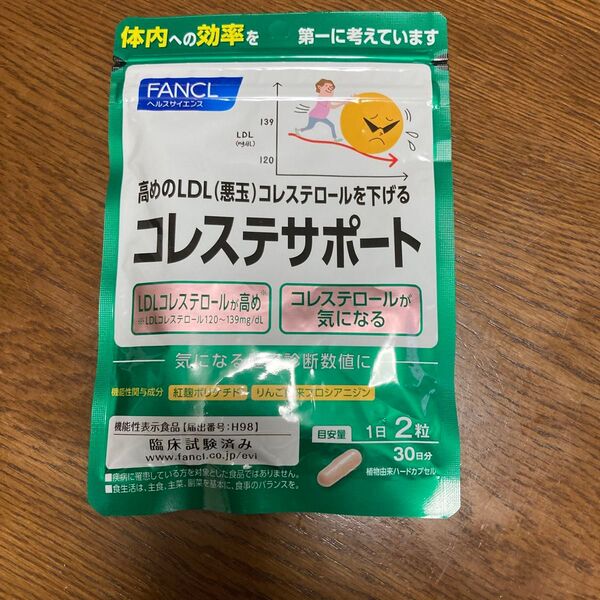 体内への効率を 第一に考えています
FANCL
ヘルスサイエンス
139
LDL
(mg/dL)
120
高めのLDL(悪玉)コレステロールを下げる
コレステサポート
LDLコレステロールが高め※
※LDLコレステロール120~139mg/dL
コレステロールが
気になる
気になる 診断数値に
機能性関与成分 紅麹ポリケチド りんご由来プロシアニジン
機能性表示食品【届出番号:H98】
臨床試験済み
www.fancl.co.jp/evi
目安量 1日2粒
30日分
植物由来ハードカプセル
■疾病に罹患している方を対象とした食品ではありません。
■食生活は、主食、主菜、副菜を基本に、食事のバランスを。